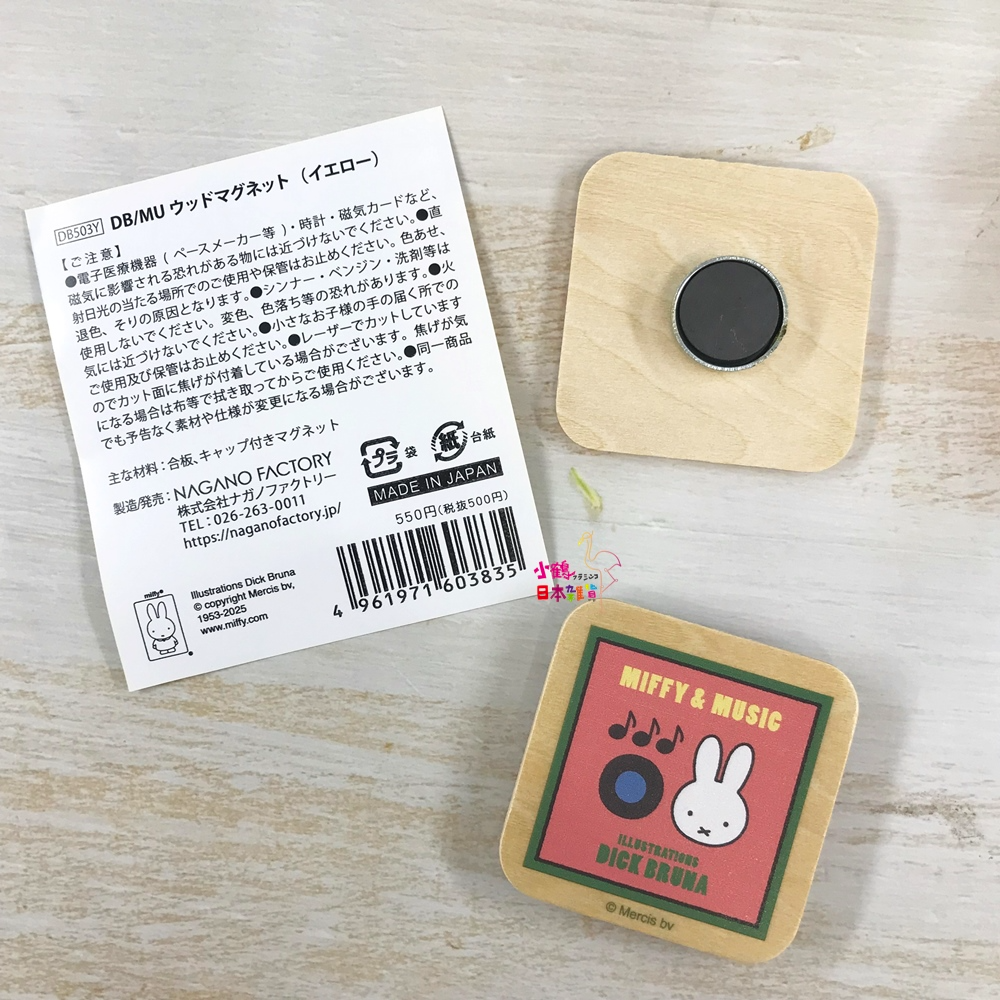 DB503Y DB/MU ウッドマグネット（イエロー）
【ご注意】
●電子医療機器（ペースメーカー等）・時計・磁気カードなど、
磁気に影響される恐れがある物には近づけないでください。●直
射日光の当たる場所でのご使用や保管はお止めください。色あせ、
退色、そりの原因となります。●シンナー・ベンジン・洗剤等は
使用しないでください。変色、色落ち等の恐れがあります。●火
気には近づけないでください。●小さなお子様の手の届く所での
ご使用及び保管はお止めください。●レーザーでカットしています
のでカット面に焦げが付着している場合がございます。焦げが気
になる場合は布等で拭き取ってからご使用ください。●同一商品
でも予告なく素材や仕様が変更になる場合がございます。
主な材料：合板、キャップ付きマグネット
製造/発売：NAGANO FACTORY
株式会社ナガノファクトリー
TEL：026-263-0011
https://naganofactory.jp/
プラ 袋 紙 台紙
MADE IN JAPAN
550円(税抜500円)
4 961971 603835
miffy®
Illustrations Dick Bruna
© copyright Mercis bv,
1953-2025
www.miffy.com
小鶴
日本雑貨
MIFFY & MUSIC
ILLUSTRATIONS
DICK BRUNA
© Mercis bv